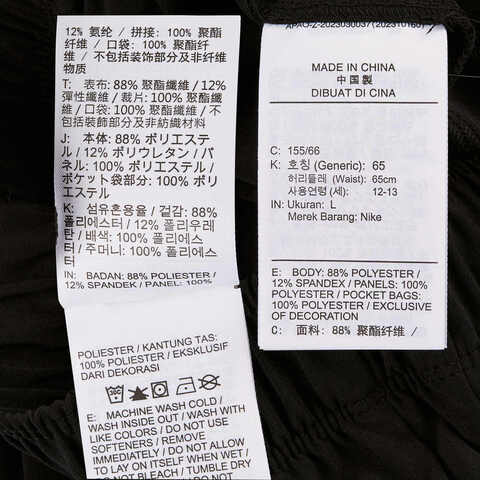 12% 氨纶 / 拼接: 100% 聚酯
纤维 / 口袋: 100% 聚酯纤
维 / 不包括装饰部分及非纤维
物质
T: 表布: 88% 聚酯纖維 / 12%
彈性纖維 / 裁片: 100% 聚酯纖
維 / 口袋: 100% 聚酯纖維 / 不
包括裝飾部分及非紡織材料
J: 本体: 88% ポリエステ
ル / 12% ポリウレタン / パ
ネル: 100% ポリエステル /
ポケット袋部分: 100% ポリ
エステル
K: 섬유혼용율 / 겉감: 88%
폴리에스터 / 12% 폴리우레
탄 / 배색: 100% 폴리에스
터 / 주머니: 100% 폴리에스
터
IN: BADAN: 88% POLIESTER /
12% SPANDEK / PANEL: 100%
POLIESTER / KANTUNG TAS:
100% POLIESTER / EKSKLUSIF
DARI DEKORASI
E: MACHINE WASH COLD /
WASH INSIDE OUT / WASH WITH
LIKE COLORS / DO NOT USE
SOFTENERS / REMOVE
PROMPTLY / DO NOT LEAVE WET
TO LAY ON ITSELF WHEN WET /
DO NOT BLEACH / TUMBLE DRY
APAO-Z-2023030037 (20231016U)
MADE IN CHINA
中國製
DIBUAT DI CINA
C: 155/66
K: 호칭 (Generic): 65
허리둘레 (Waist): 65cm
사용연령 (세): 12-13
IN: Ukuran: L
Merek Barang: Nike
E: BODY: 88% POLYESTER /
12% SPANDEX / PANEL: 100%
POLYESTER / POCKET BAGS:
100% POLYESTER / EXCLUSIVE
OF DECORATION
C: 面料: 88% 聚酯纤维 /